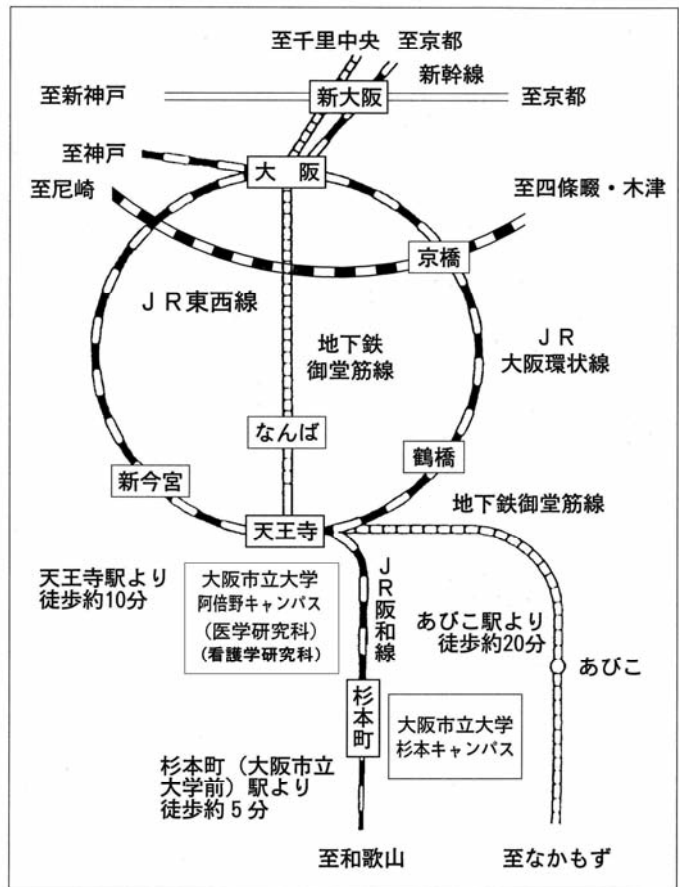 至千里中央 至京都
新幹線
至新神戸
新大阪
至京都
至神戸
大 阪
至尼崎
至四條畷・木津
京橋
JR東西線
地下鉄
御堂筋線
JR
大阪環状線
なんば
鶴橋
新今宮
地下鉄御堂筋線
天王寺
天王寺駅より
徒歩約10分
大阪市立大学
阿倍野キャンパス
(医学研究科)
(看護学研究科)
JR阪和線
あびこ駅より
徒歩約20分
あびこ
杉本町
大阪市立大学
杉本キャンパス
杉本町(大阪市立
大学前)駅より
徒歩約5分
至和歌山
至なかもず